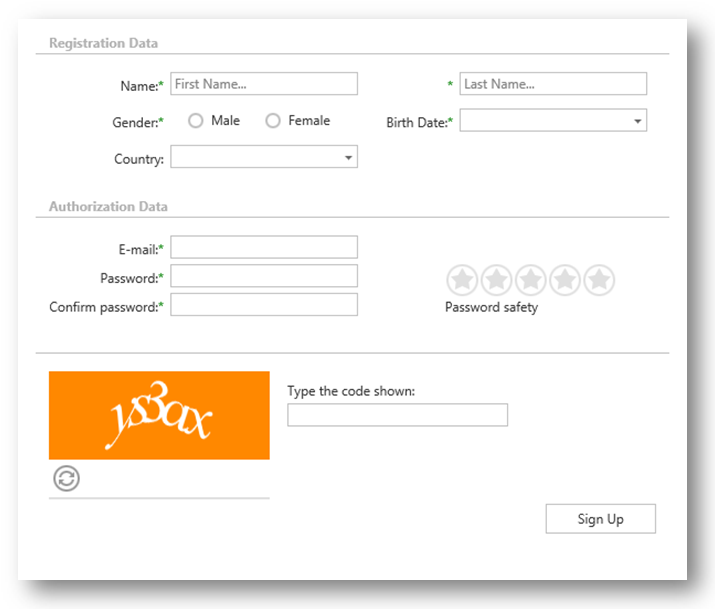 Registration Data
Name:* First Name... * Last Name...
Gender:* Male Female Birth Date:*
Country:
Authorization Data
E-mail:*
Password:*
Confirm password:* Password safety
Type the code shown:
ys3ax
Sign Up